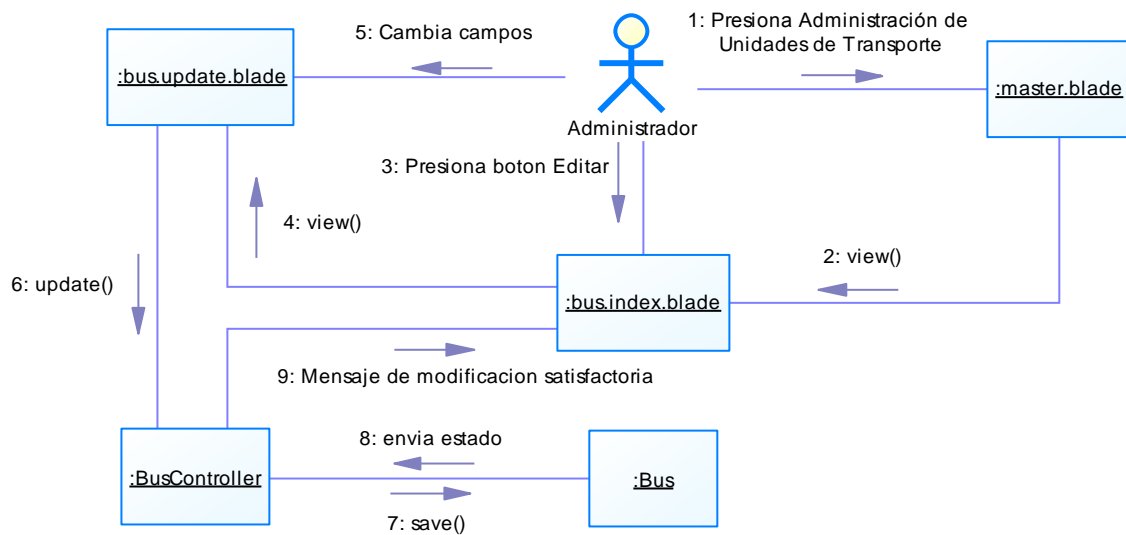 1: Presiona Administración de
Unidades de Transporte
5: Cambia campos
:bus.update.blade
:master.blade
Administrador
3: Presiona boton Editar
4: view()
2: view()
6: update()
:bus.index.blade
9: Mensaje de modificacion satisfactoria
8: envia estado
:BusController
:Bus
7: save()